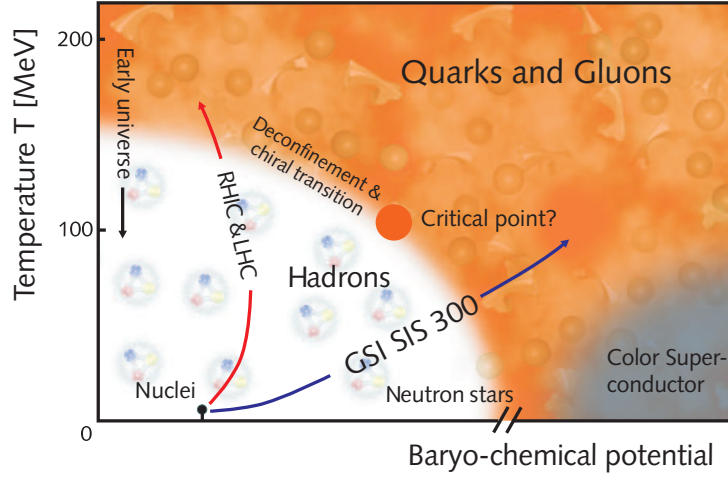 200
Temperature T [MeV]
Early universe
Quarks and Gluons
Deconfinement &
chiral transition
RHIC & LHC
Critical point?
100
Hadrons
GSI SIS 300
Color Super-
conductor
Nuclei
Neutron stars
0
Baryo-chemical potential